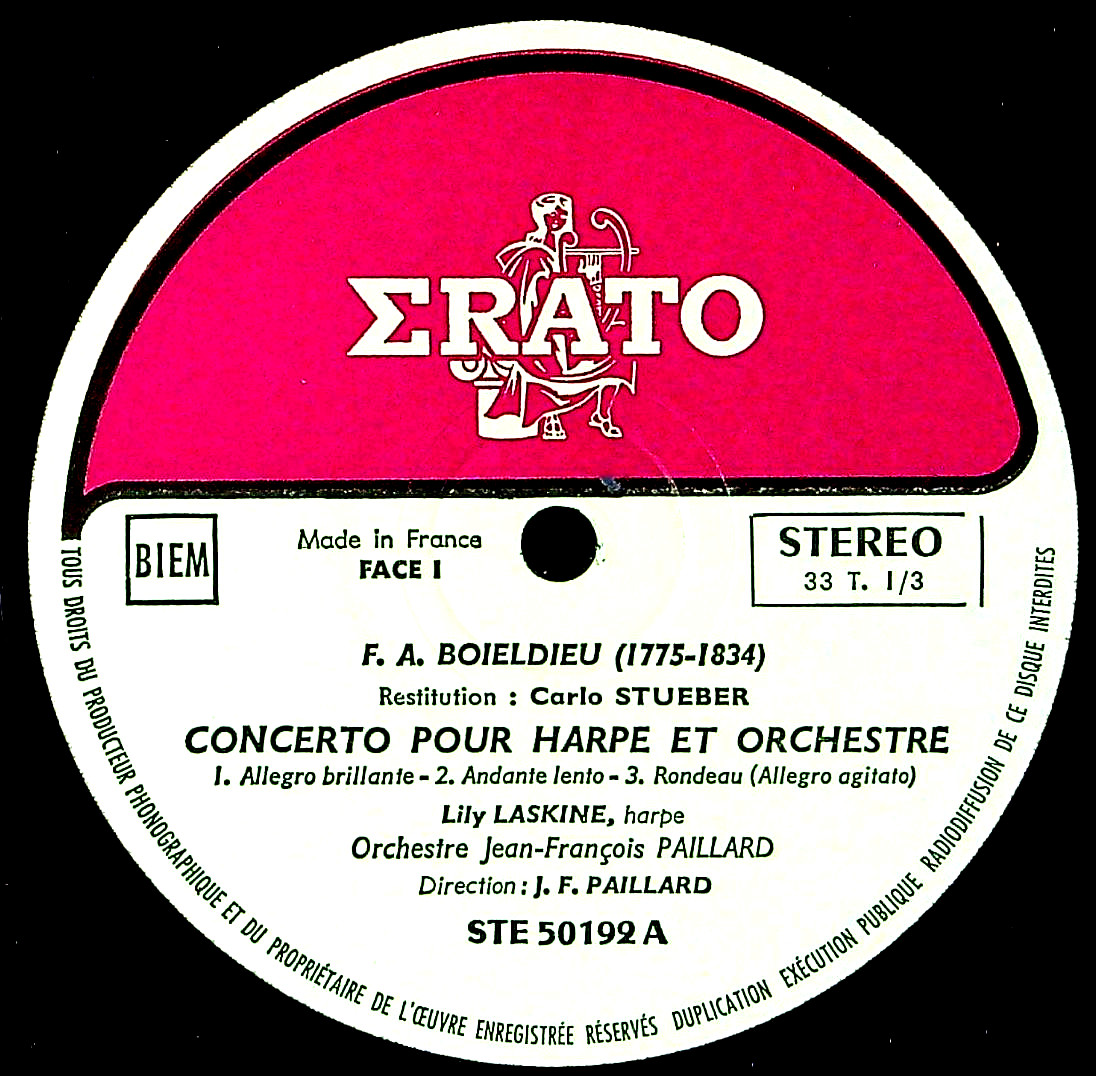 ΣRATO
BIEM
Made in France
FACE I
STEREO
33 T. 1/3
F. A. BOIELDIEU (1775-1834)
Restitution : Carlo STUEBER
CONCERTO POUR HARPE ET ORCHESTRE
1. Allegro brillante - 2. Andante lento - 3. Rondeau (Allegro agitato)
Lily LASKINE, harpe
Orchestre Jean-François PAILLARD
Direction : J. F. PAILLARD
STE 50192 A
TOUS DROITS DU PRODUCTEUR PHONOGRAPHIQUE ET DU PROPRIÉTAIRE DE L'ŒUVRE ENREGISTRÉE RÉSERVÉS DUPLICATION EXÉCUTION PUBLIQUE RADIODIFFUSION DE CE DISQUE INTERDITES